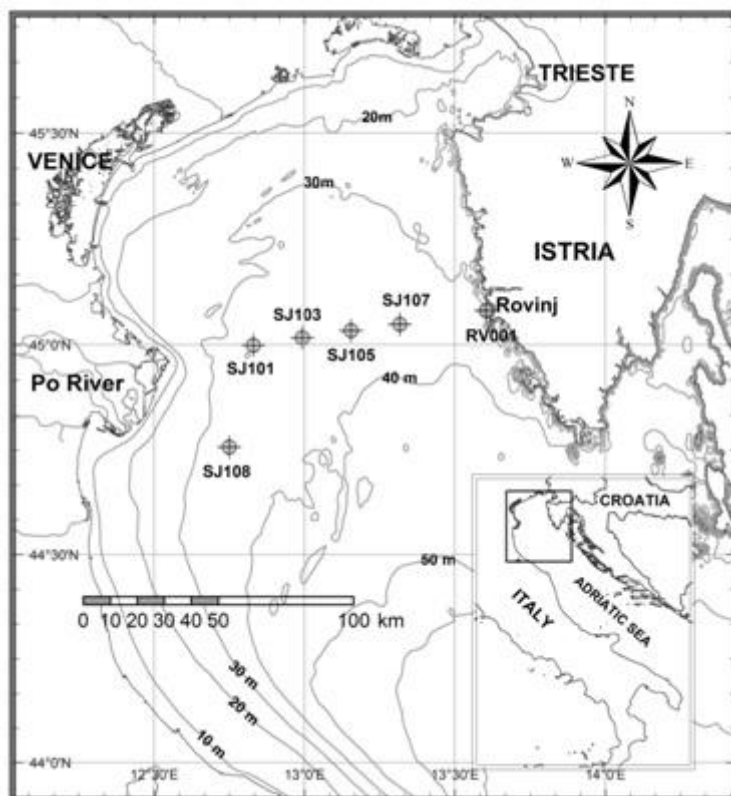 TRIESTE
20m
45°30'N
VENICE
N
W
E
S
30m
ISTRIA
SJ107
SJ103
Rovinj
RV001
SJ105
45°0'N
SJ101
40 m
Po River
SJ108
CROATIA
44°30'N
50 m
ADRIATIC SEA
ITALY
0 10 20 30 40 50 100 km
30 m
20 m
10 m
44°0'N
12°30'E
13°0'E
13°30'E
14°0'E